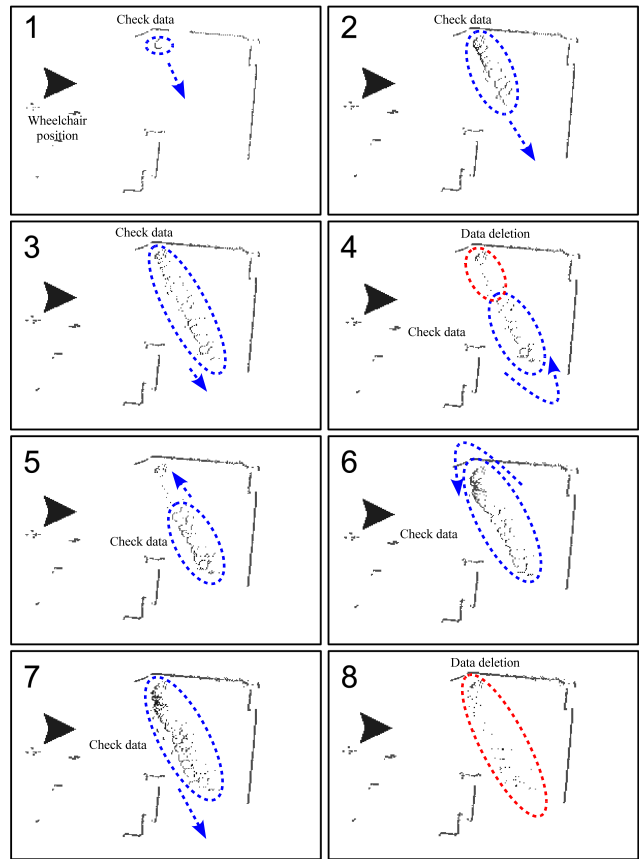 1
Check data
Wheelchair
position
2
Check data
3
Check data
4
Data deletion
Check data
5
Check data
6
Check data
7
Check data
8
Data deletion